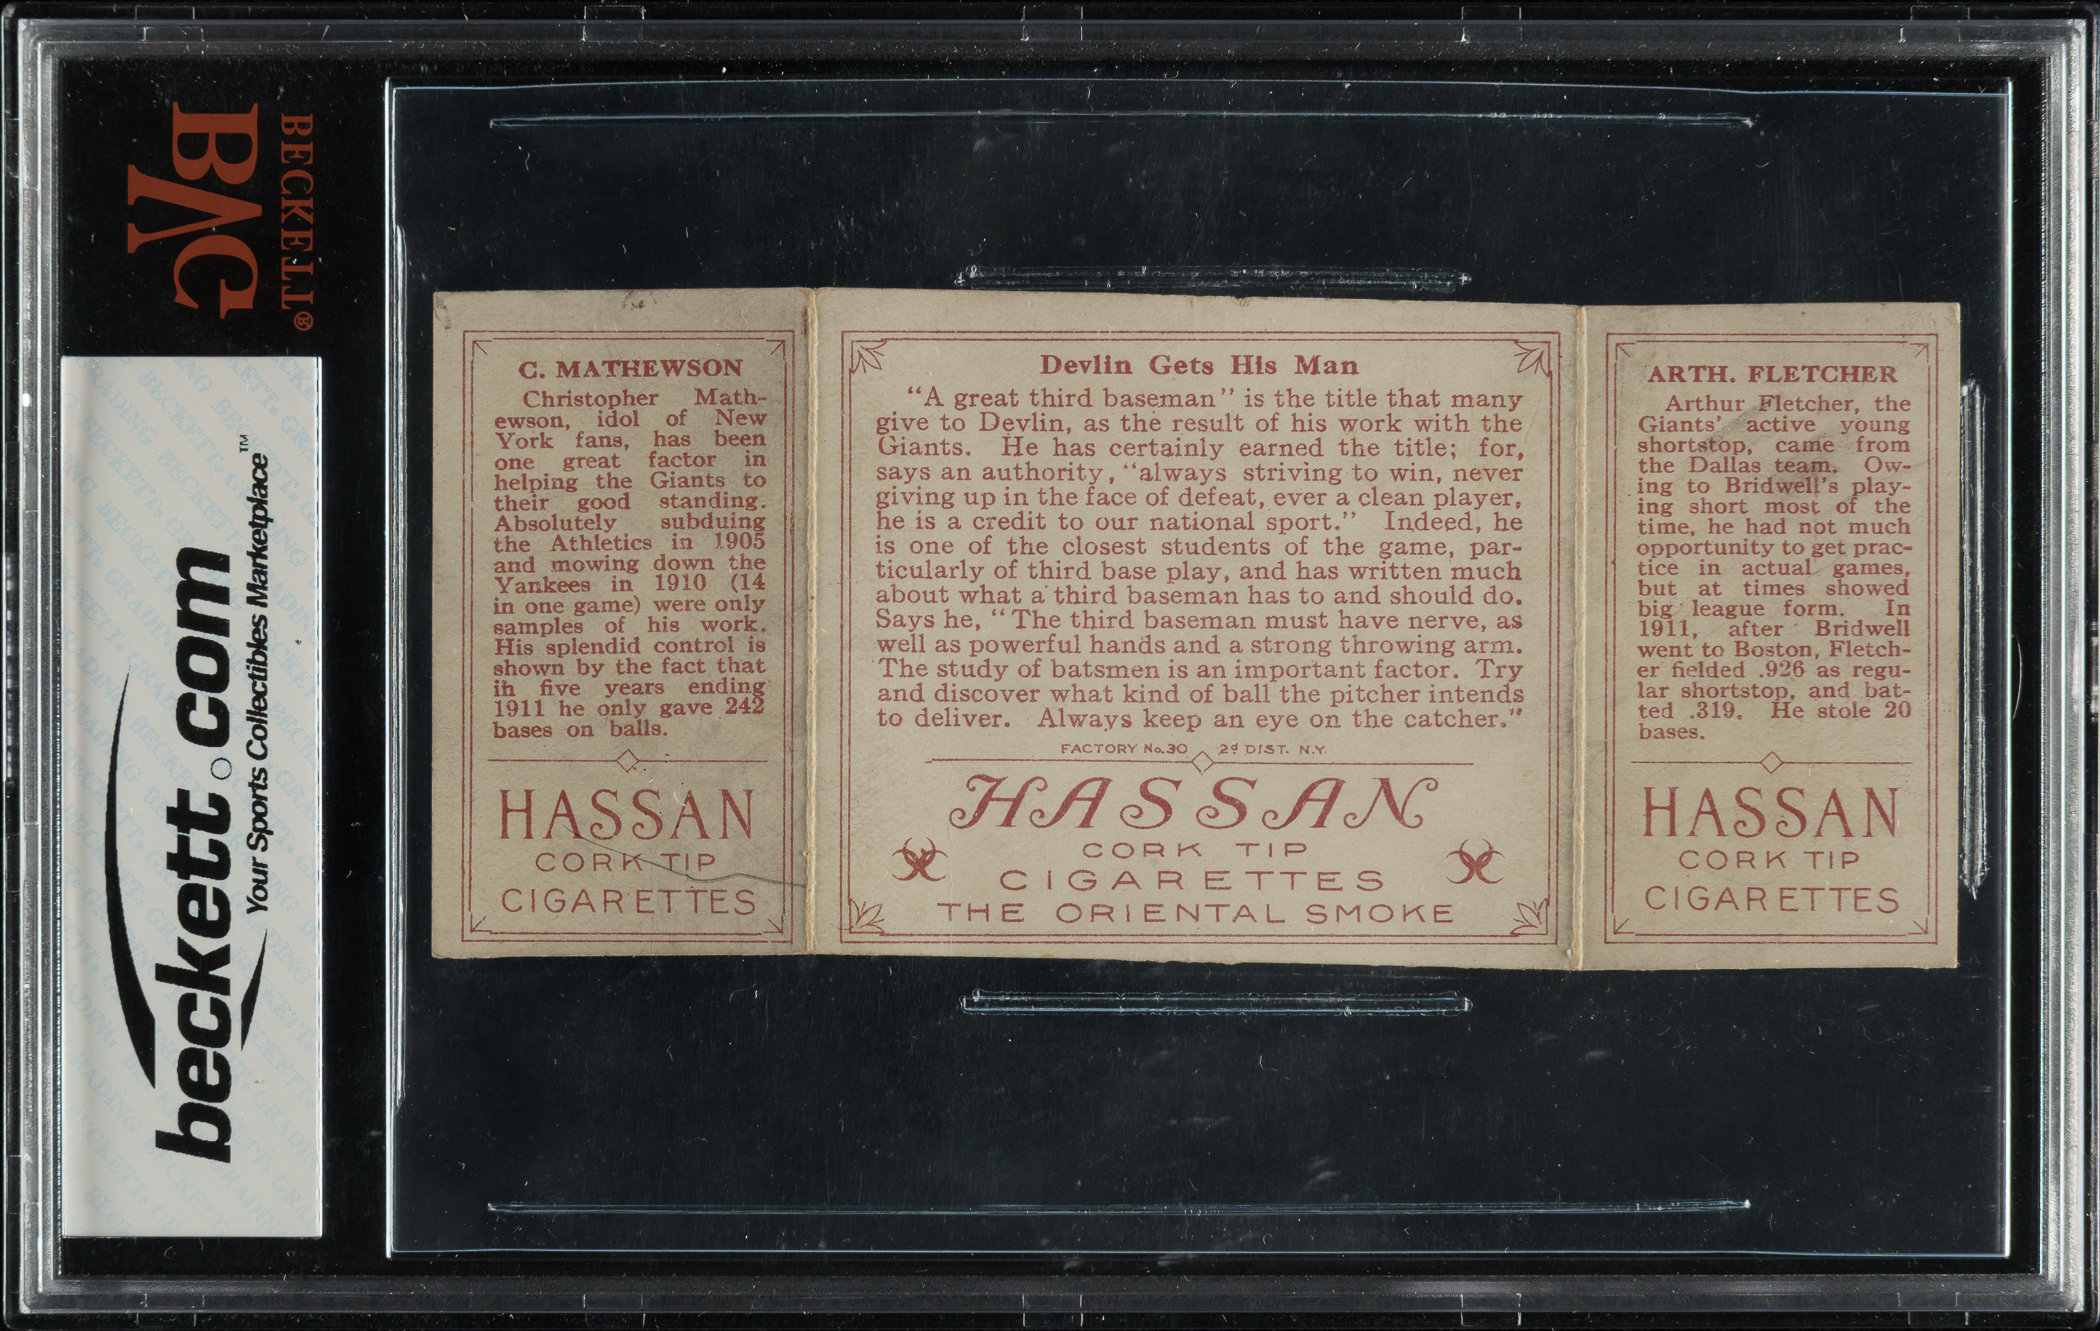 BECKETT®
BVG
beckett.com™
Your Sports Collectibles Marketplace
C. MATHEWSON
Christopher Math-
ewson, idol of New
York fans, has been
one great factor in
helping the Giants to
their good standing.
Absolutely subduing
the Athletics in 1905
and mowing down the
Yankees in 1910 (14
in one game) were only
samples of his work.
His splendid control is
shown by the fact that
in five years ending
1911 he only gave 242
bases on balls.
HASSAN
CORK TIP
CIGARETTES
Devlin Gets His Man
“A great third baseman” is the title that many
give to Devlin, as the result of his work with the
Giants. He has certainly earned the title; for,
says an authority, “always striving to win, never
giving up in the face of defeat, ever a clean player,
he is a credit to our national sport.” Indeed, he
is one of the closest students of the game, par-
ticularly of third base play, and has written much
about what a third baseman has to and should do.
Says he, “The third baseman must have nerve, as
well as powerful hands and a strong throwing arm.
The study of batsmen is an important factor. Try
and discover what kind of ball the pitcher intends
to deliver. Always keep an eye on the catcher.”
FACTORY No. 30 2d DIST. N.Y.
HASSAN
CORK TIP
CIGARETTES
THE ORIENTAL SMOKE
ARTH. FLETCHER
Arthur Fletcher, the
Giants’ active young
shortstop, came from
the Dallas team. Ow-
ing to Bridwell’s play-
ing short most of the
time, he had not much
opportunity to get prac-
tice in actual games,
but at times showed
big league form. In
1911, after Bridwell
went to Boston, Fletch-
er fielded .926 as regu-
lar shortstop, and bat-
ted .319. He stole 20
bases.
HASSAN
CORK TIP
CIGARETTES